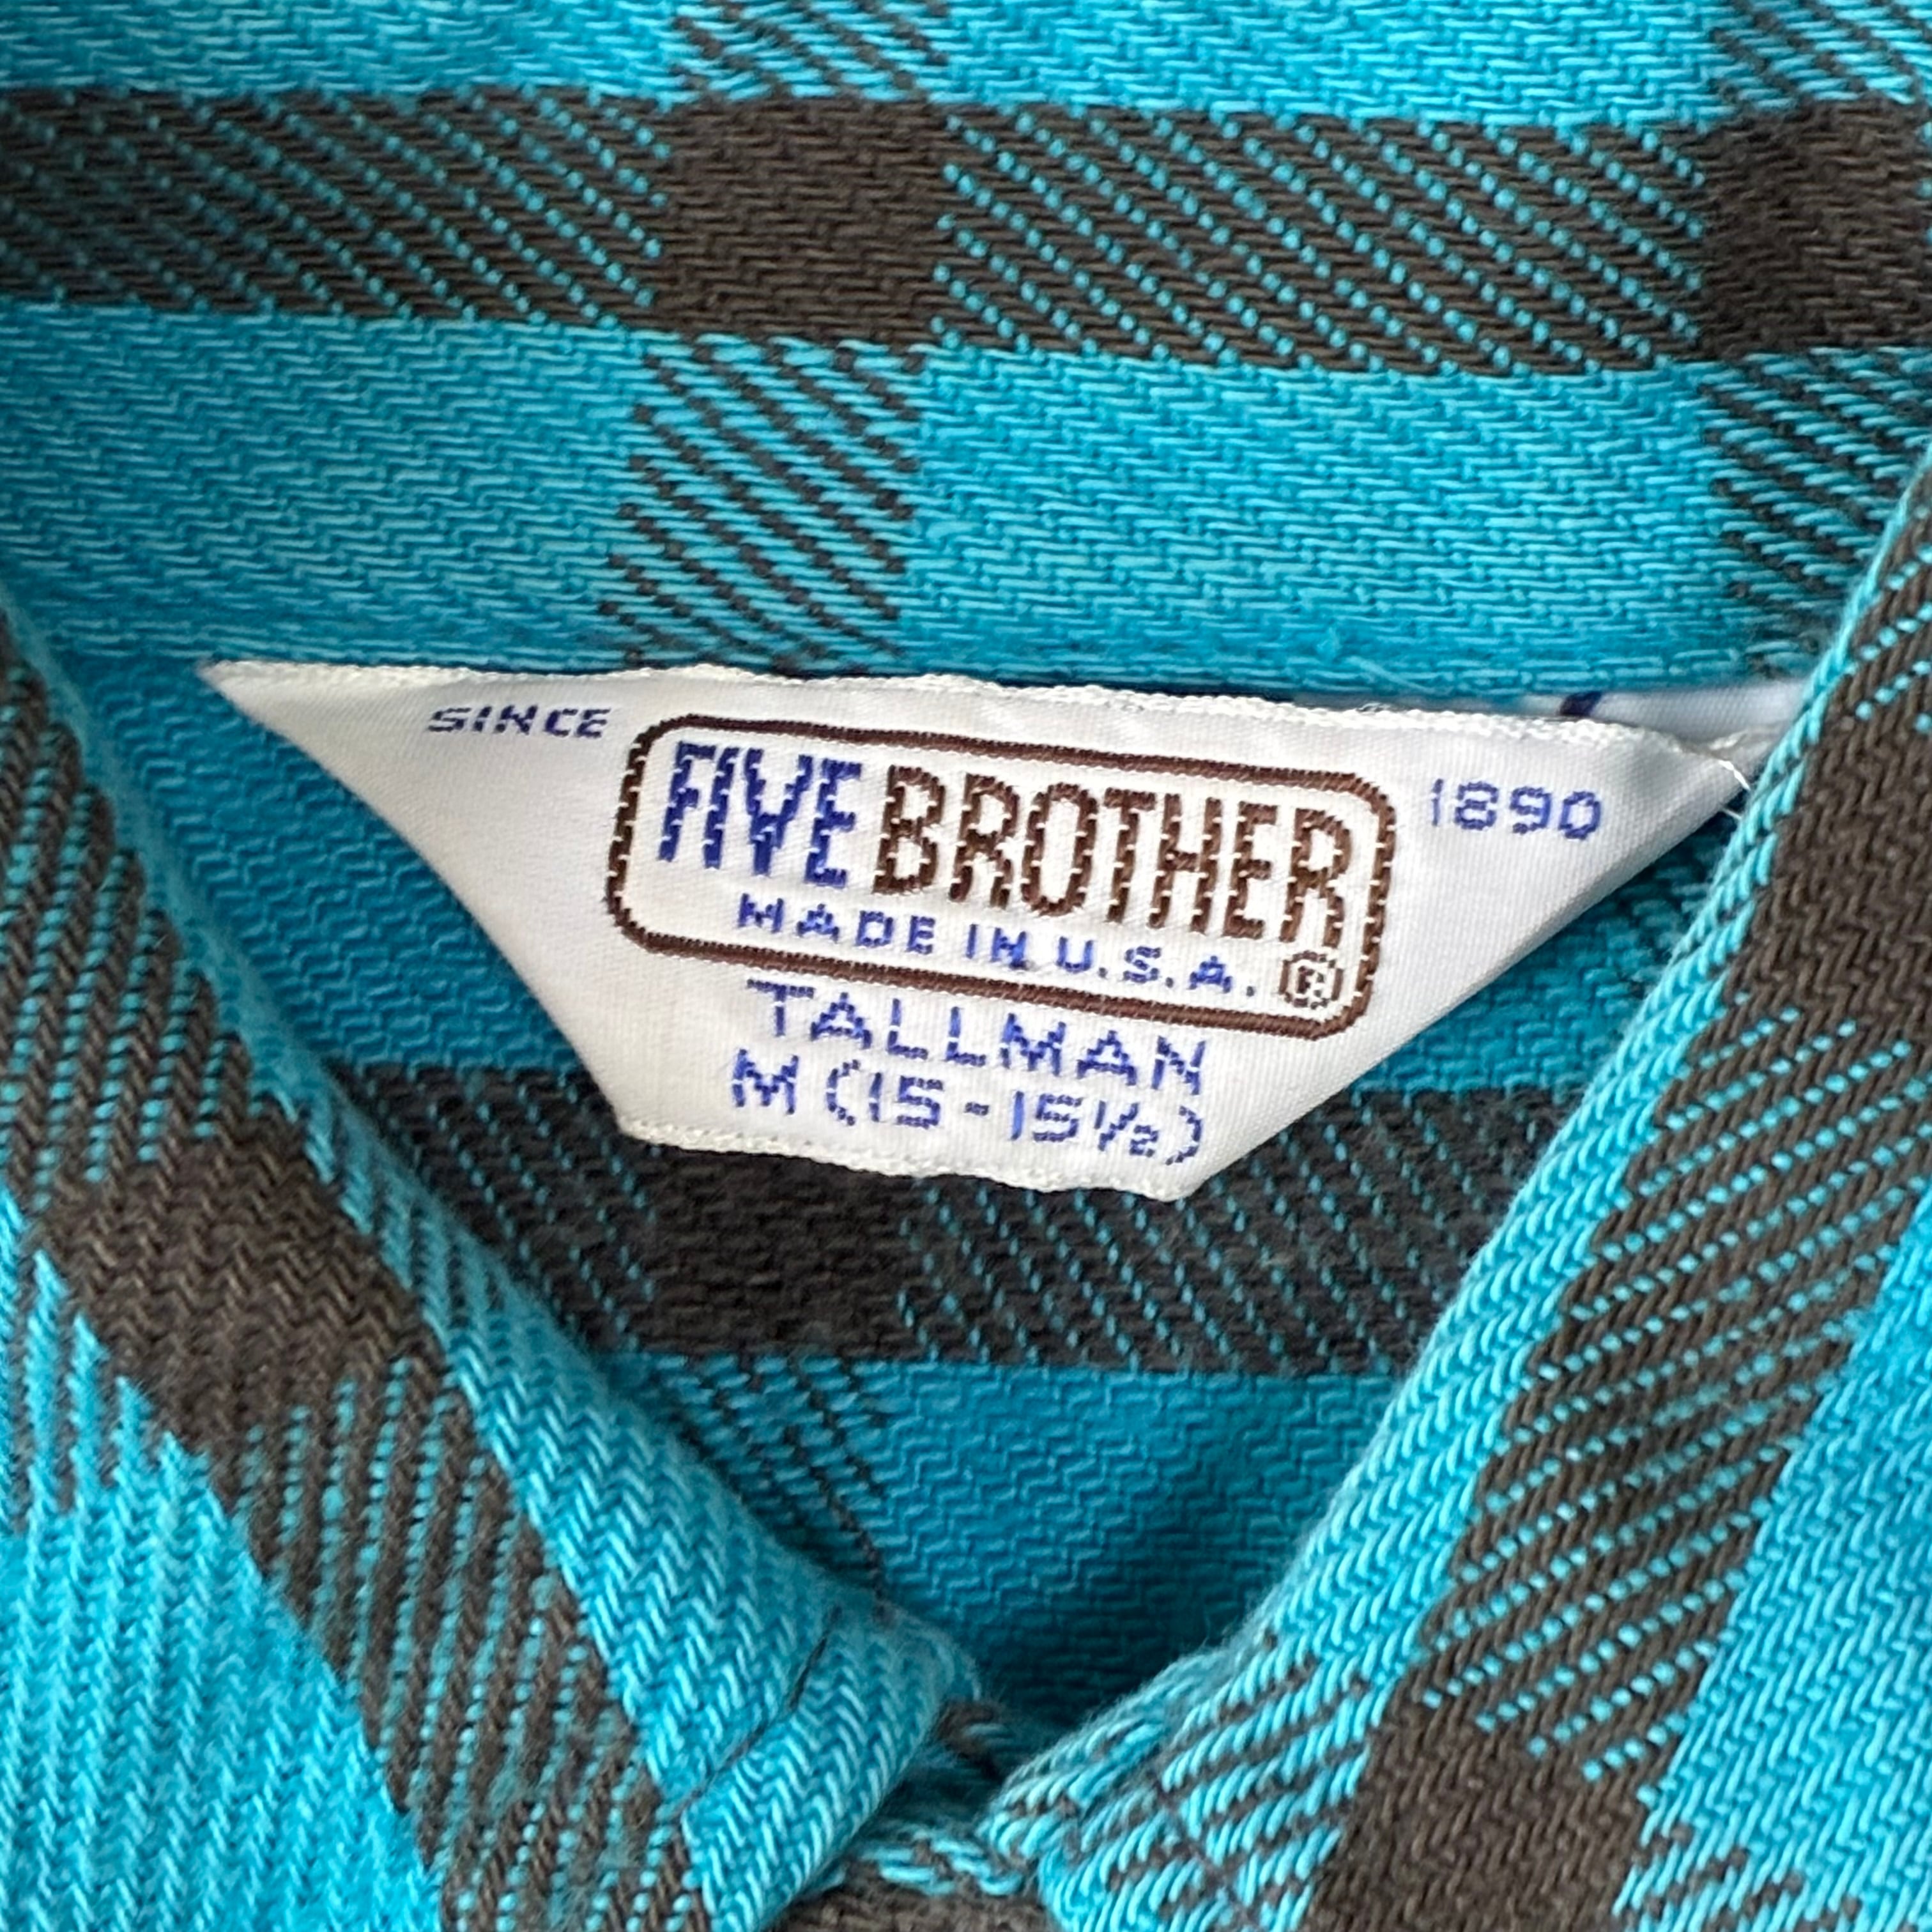 SINCE
FIVE BROTHER
1890
MADE IN U.S.A. ®
TALLMAN
M (15-15½)